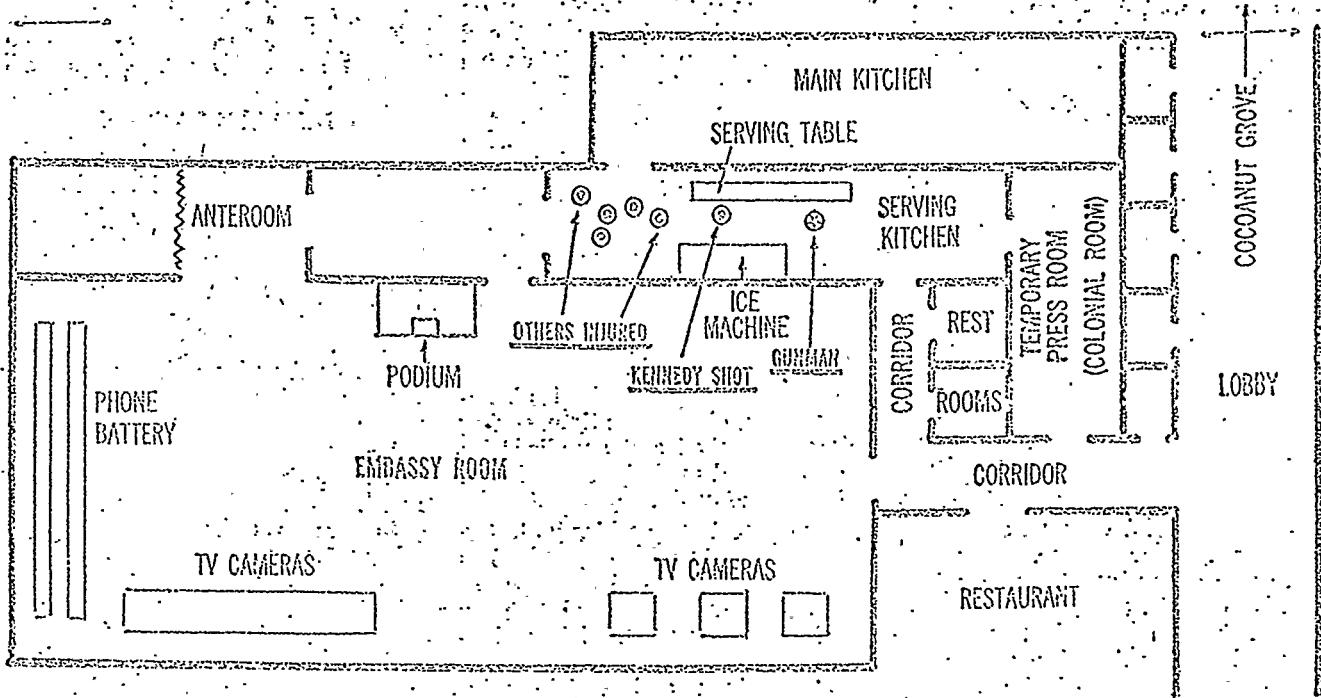 MAIN KITCHEN
SERVING TABLE
COCOANUT GROVE
ANTEROOM
SERVING
KITCHEN
TEMPORARY
PRESS ROOM
(COLONIAL ROOM)
ICE
MACHINE
OTHERS INJURED
KENNEDY SHOT
GUNMAN
CORRIDOR
REST
ROOMS
PODIUM
LOBBY
PHONE
BATTERY
EMBASSY ROOM
CORRIDOR
TV CAMERAS
TV CAMERAS
RESTAURANT